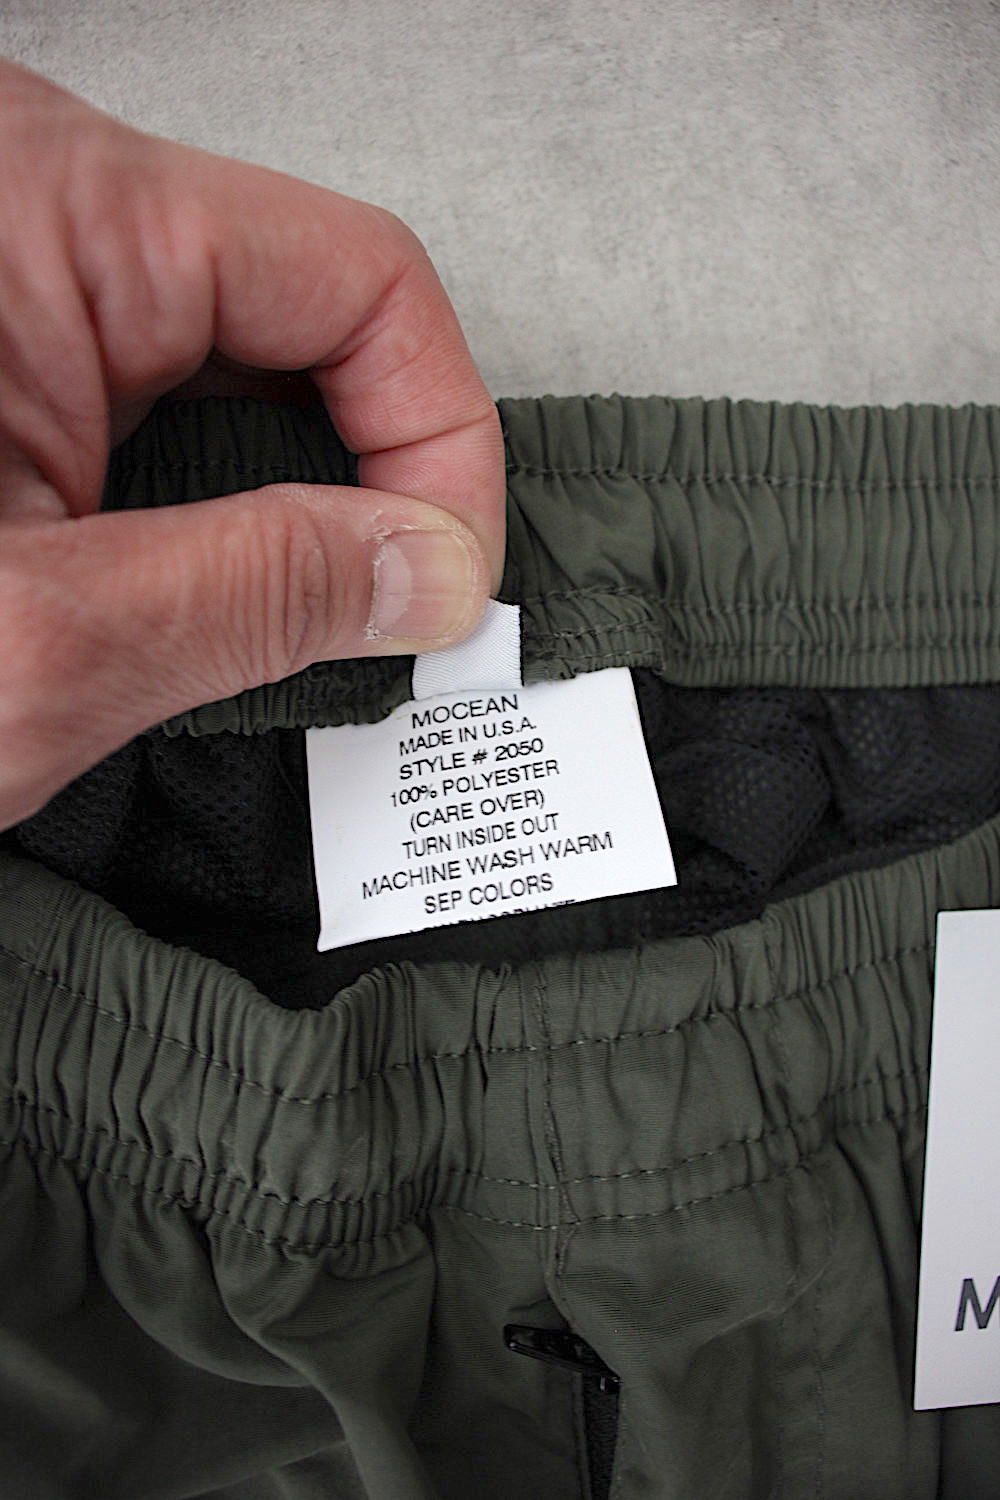 MOCEAN
MADE IN U.S.A.
STYLE # 2050
100% POLYESTER
(CARE OVER)
TURN INSIDE OUT
MACHINE WASH WARM
SEP COLORS
M